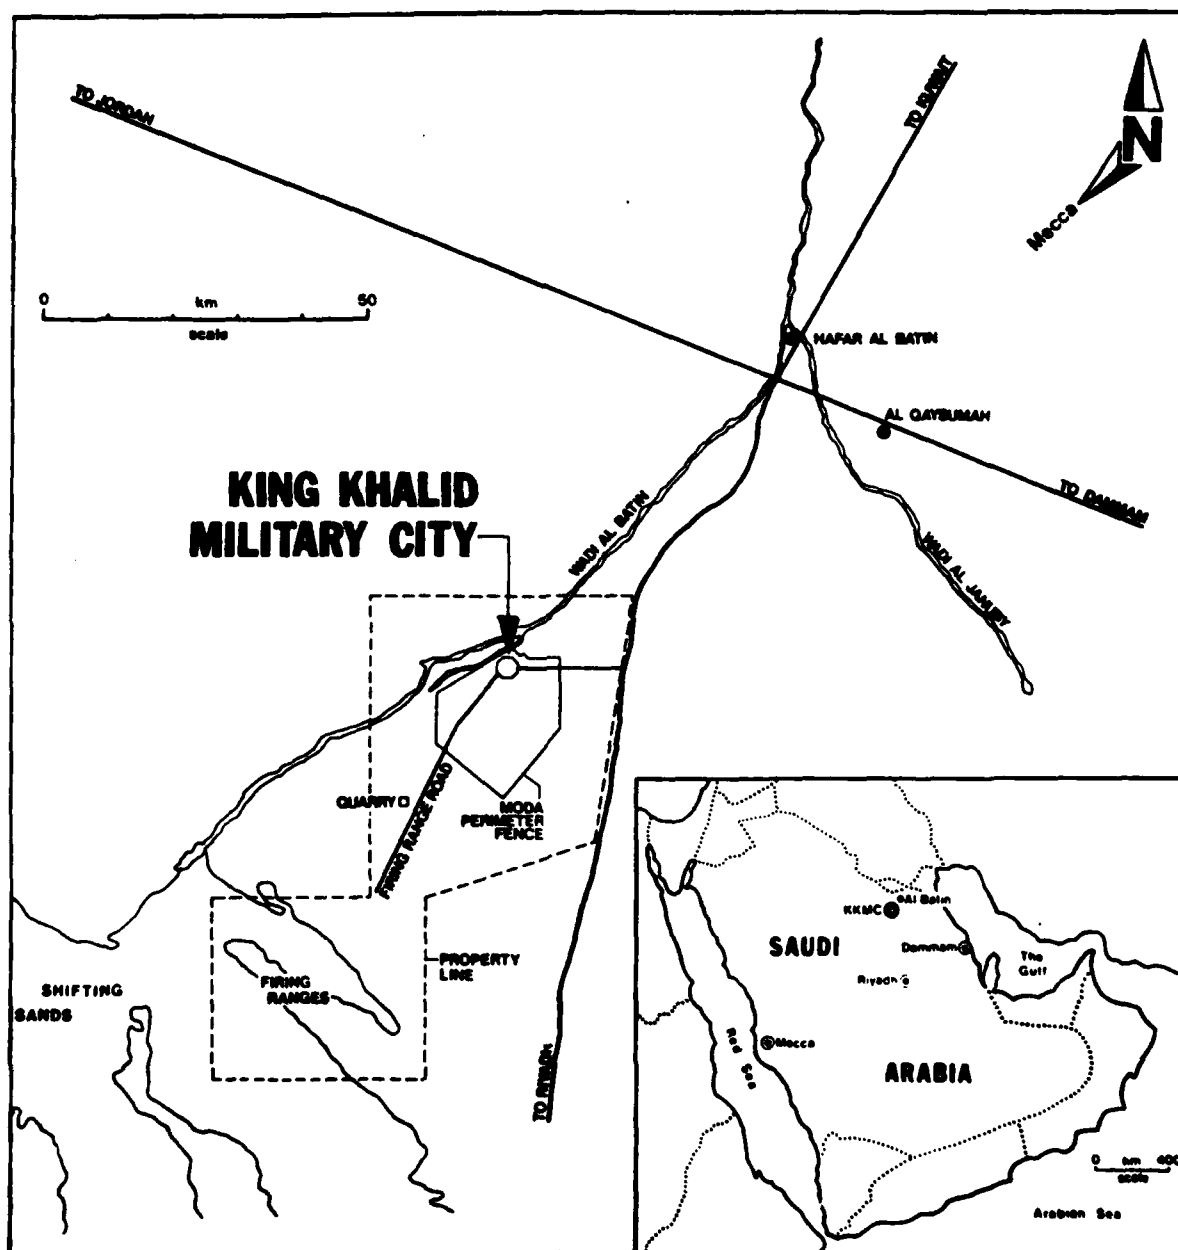 TO JORDAN
TO KUWAIT
N
Mecca
0 km 50
scale
HAFAR AL BATIN
AL QAYSUMAH
TO DAMMAM
KING KHALID
MILITARY CITY
WADI AL BATIN
WADI AL JANUBY
QUARRY
FIRING RANGE ROAD
MODA
PERIMETER
FENCE
PROPERTY
LINE
FIRING
RANGES
SHIFTING
SANDS
TO RIYADH
KKMC
Al Batin
SAUDI
Dammam
The
Gulf
Riyadh
Red Sea
Mecca
ARABIA
0 km 400
scale
Arabian Sea